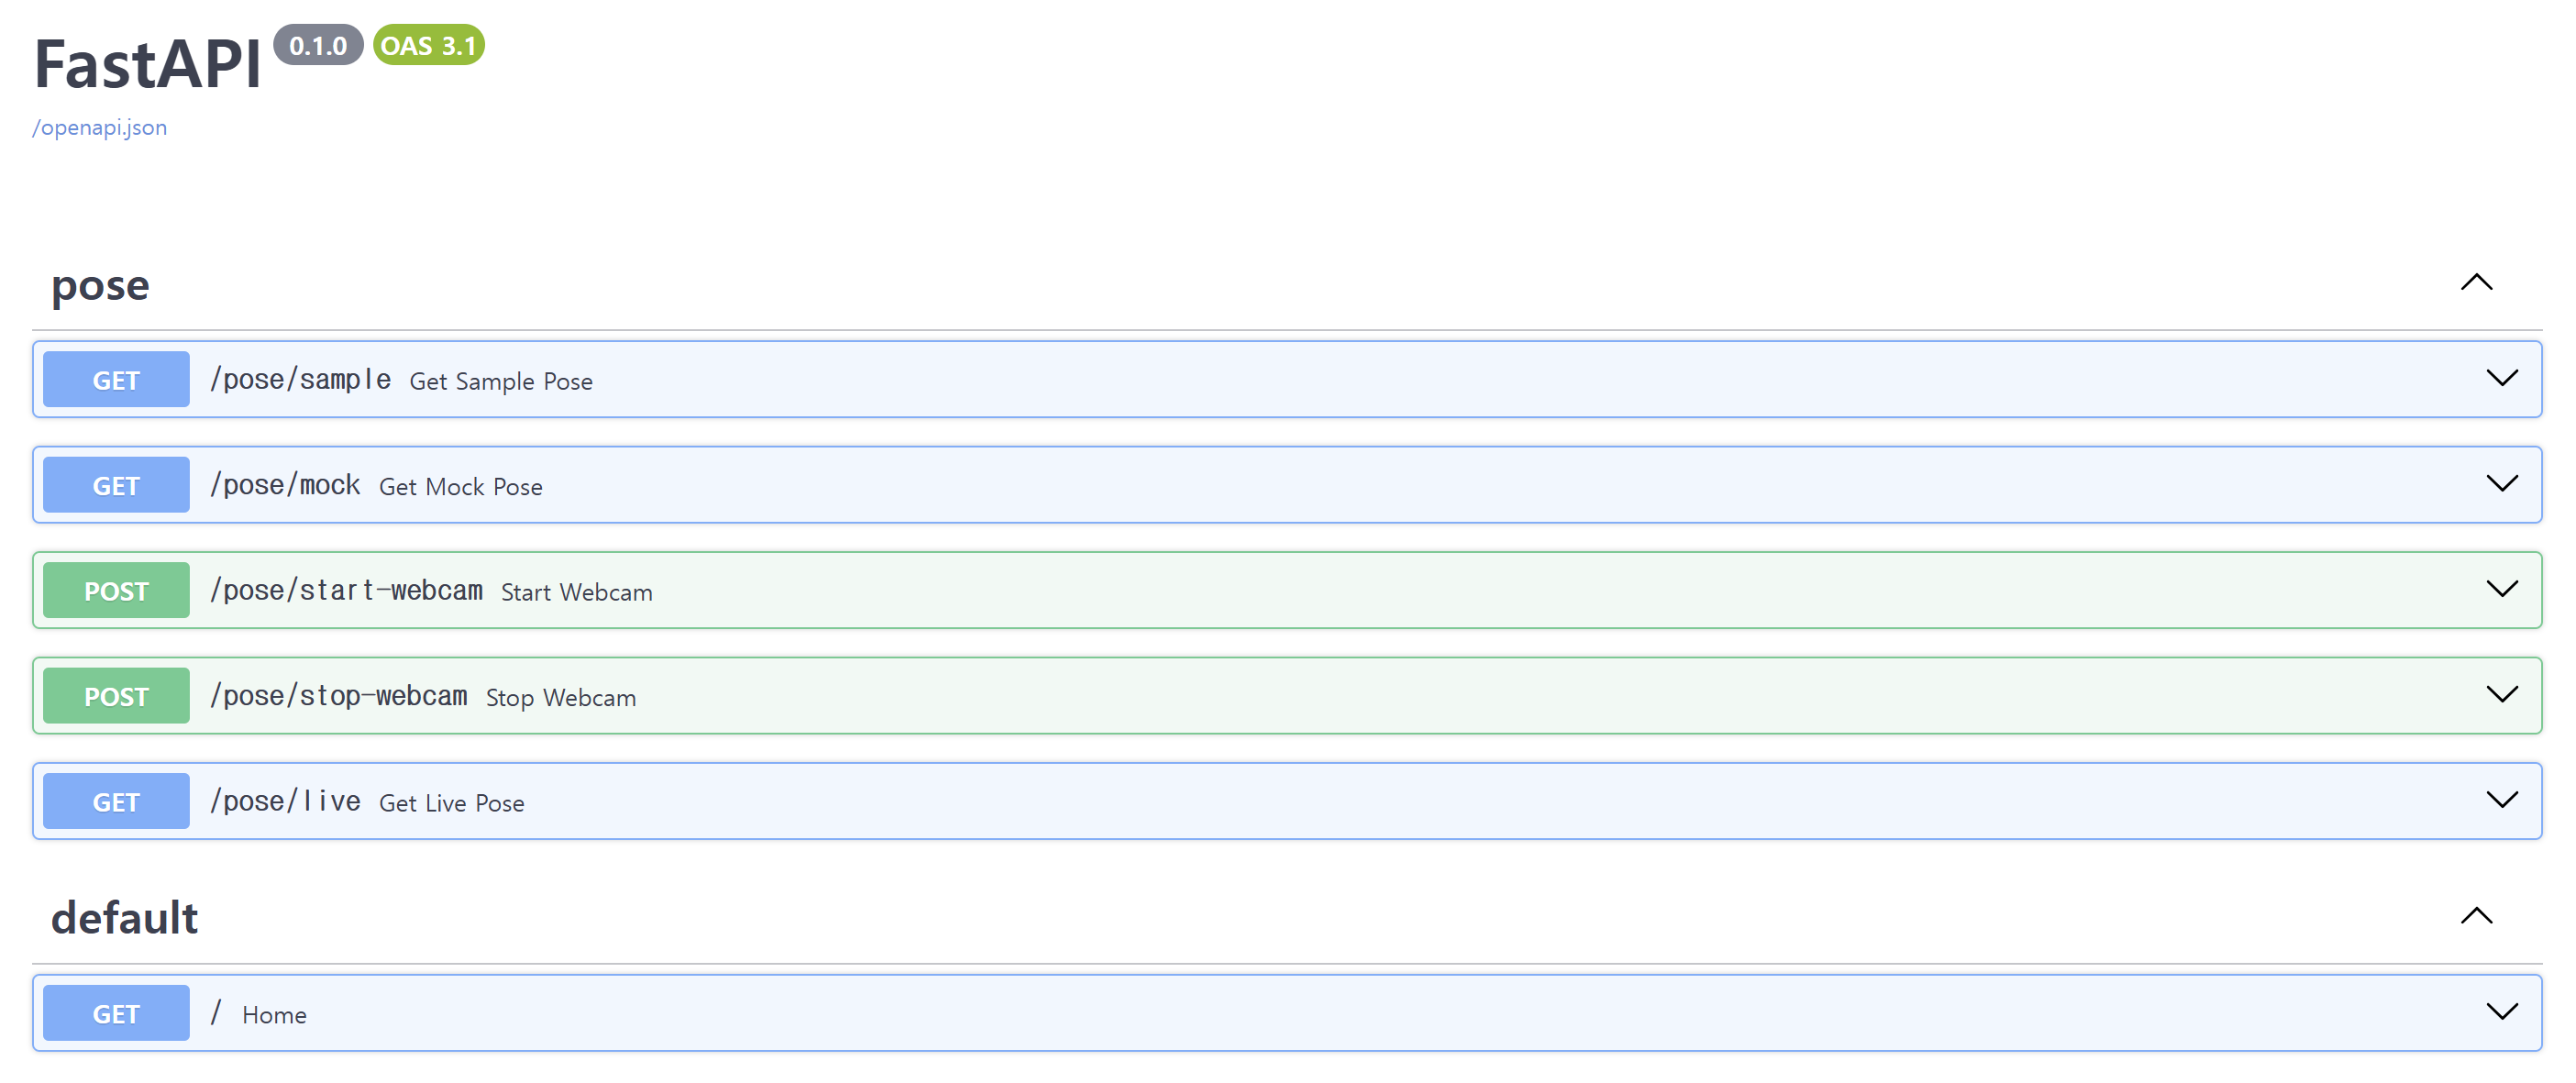 FastAPI 0.1.0 OAS 3.1
/openapi.json
pose
GET /pose/sample Get Sample Pose
GET /pose/mock Get Mock Pose
POST /pose/start-webcam Start Webcam
POST /pose/stop-webcam Stop Webcam
GET /pose/live Get Live Pose
default
GET / Home